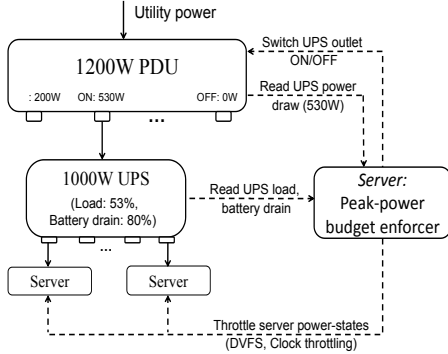 Utility power
1200W PDU
: 200W ON: 530W OFF: 0W
...
Switch UPS outlet
ON/OFF
Read UPS power
draw (530W)
1000W UPS
(Load: 53%,
Battery drain: 80%)
...
Read UPS load,
battery drain
Server:
Peak-power
budget enforcer
Server
Server
Throttle server power-states
(DVFS, Clock throttling)